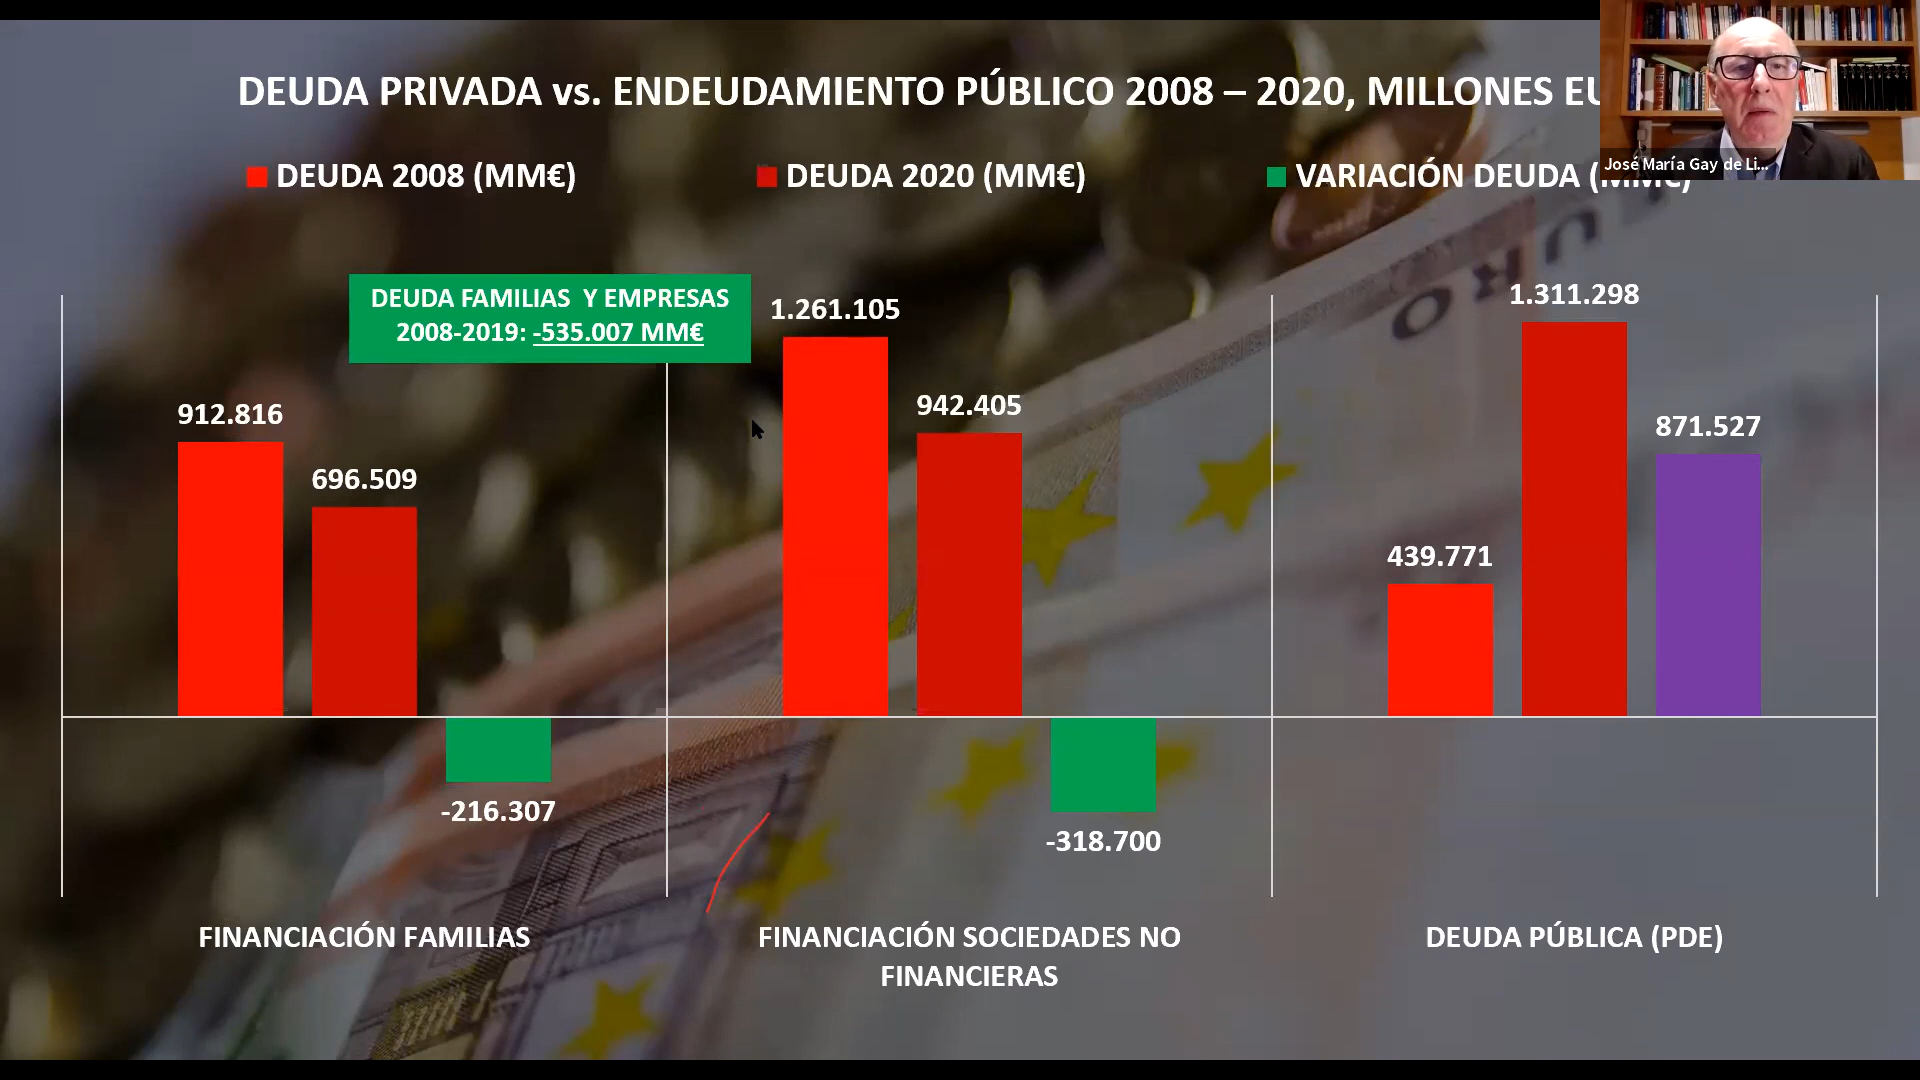 DEUDA PRIVADA vs. ENDEUDAMIENTO PÚBLICO 2008 – 2020, MILLONES
José María Gay de Li...
DEUDA 2008 (MM€)
DEUDA 2020 (MM€)
VARIACIÓN DEUDA (MM€)
DEUDA FAMILIAS Y EMPRESAS
2008-2019: -535.007 MM€
912.816
696.509
-216.307
1.261.105
942.405
-318.700
439.771
1.311.298
871.527
EURO
FINANCIACIÓN FAMILIAS
FINANCIACIÓN SOCIEDADES NO
FINANCIERAS
DEUDA PÚBLICA (PDE)